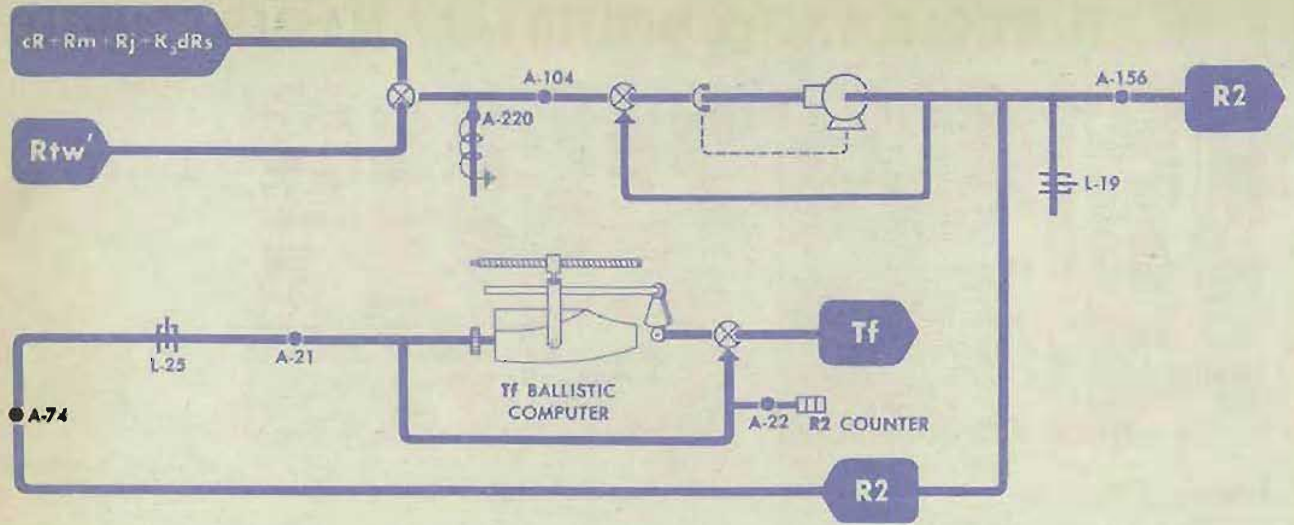 cR+Rm+Rj+K₃dRs
A-104
A-156
R2
A-220
Rtw'
L-19
Tf
L-25
A-21
Tf BALLISTIC
COMPUTER
A-74
A-22
R2 COUNTER
R2